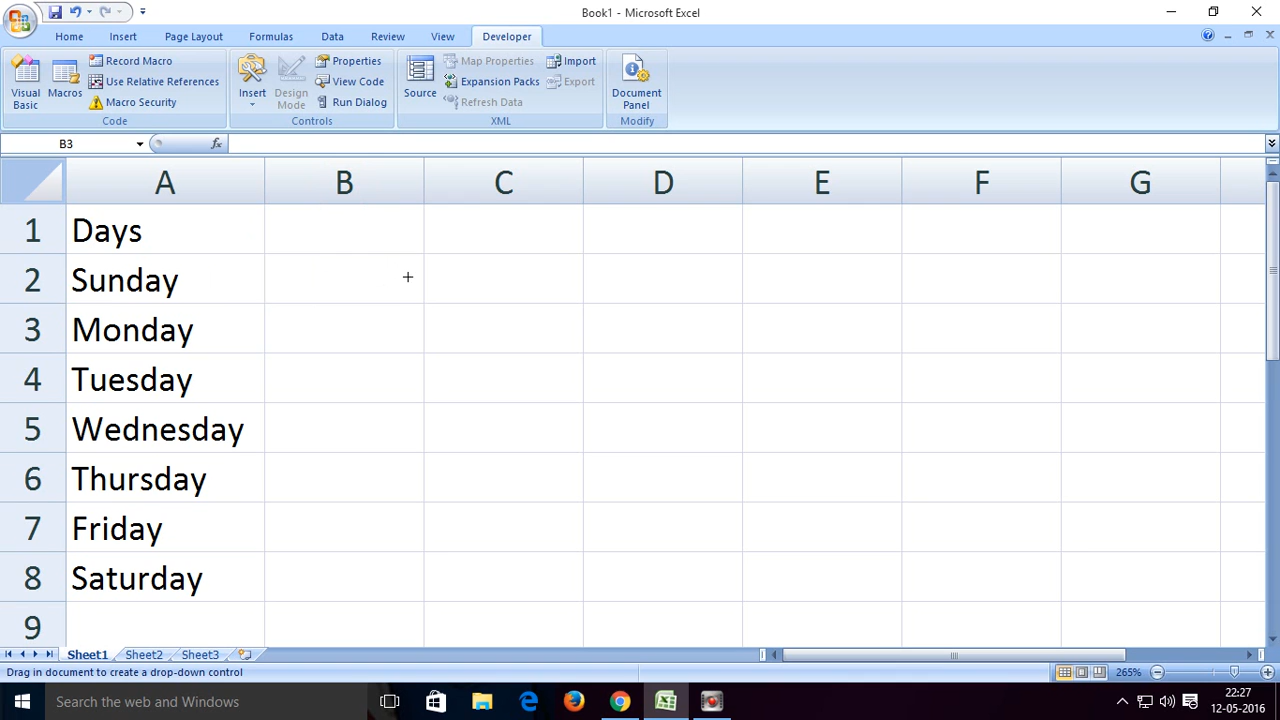 Book1 - Microsoft Excel
Home Insert Page Layout Formulas Data Review View Developer
Visual Basic
Macros
Record Macro
Use Relative References
Macro Security
Code
Insert
Design Mode
Properties
View Code
Run Dialog
Controls
Source
Map Properties
Expansion Packs
Refresh Data
Import
Export
XML
Document Panel
Modify
B3 fx
A B C D E F G
1 Days
2 Sunday
3 Monday
4 Tuesday
5 Wednesday
6 Thursday
7 Friday
8 Saturday
9
Sheet1 Sheet2 Sheet3
Drag in document to create a drop-down control 265%
Search the web and Windows
22:27
12-05-2016